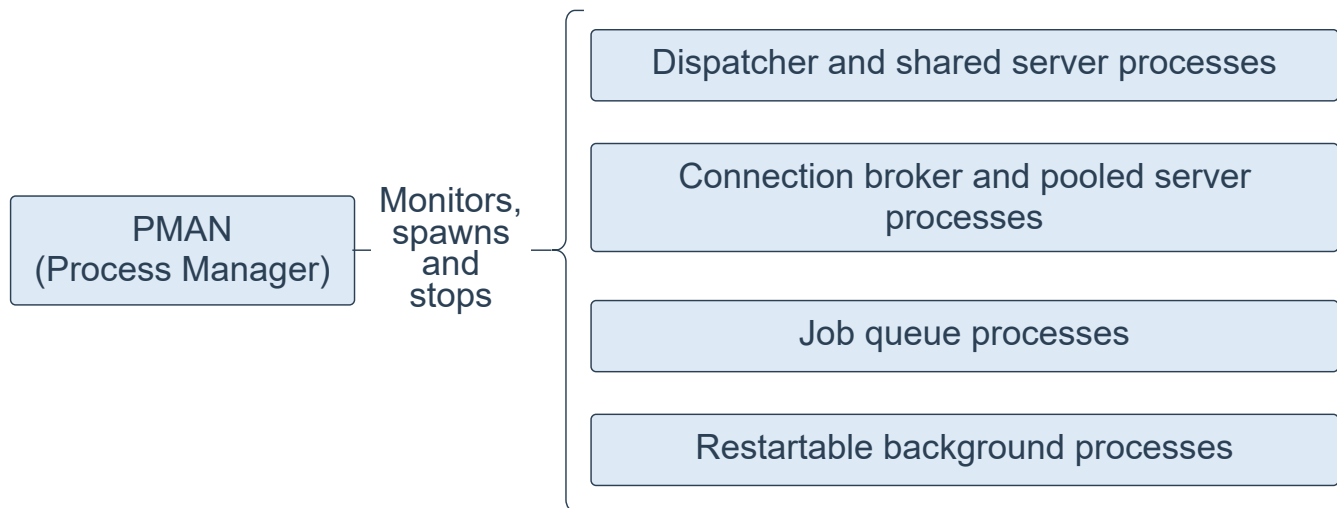 PMAN
(Process Manager)
Monitors,
spawns
and
stops
Dispatcher and shared server processes
Connection broker and pooled server
processes
Job queue processes
Restartable background processes